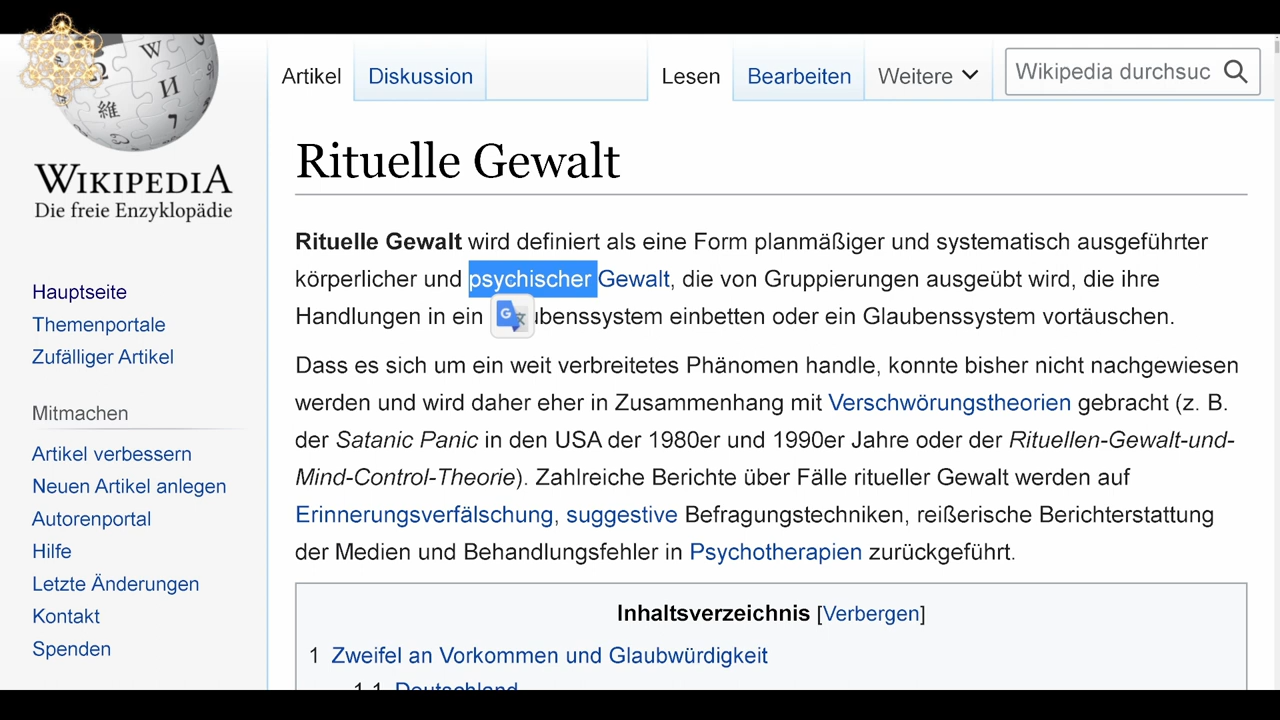 Artikel Diskussion Lesen Bearbeiten Weitere Wikipedia durchsuc
W
Ω
И
維
7
WIKIPEDIA
Die freie Enzyklopädie
Hauptseite
Themenportale
Zufälliger Artikel
Mitmachen
Artikel verbessern
Neuen Artikel anlegen
Autorenportal
Hilfe
Letzte Änderungen
Kontakt
Spenden
Rituelle Gewalt
Rituelle Gewalt wird definiert als eine Form planmäßiger und systematisch ausgeführter
körperlicher und psychischer Gewalt, die von Gruppierungen ausgeübt wird, die ihre
Handlungen in ein ubenssystem einbetten oder ein Glaubenssystem vortäuschen.
Dass es sich um ein weit verbreitetes Phänomen handle, konnte bisher nicht nachgewiesen
werden und wird daher eher in Zusammenhang mit Verschwörungstheorien gebracht (z. B.
der Satanic Panic in den USA der 1980er und 1990er Jahre oder der Rituellen-Gewalt-und-
Mind-Control-Theorie). Zahlreiche Berichte über Fälle ritueller Gewalt werden auf
Erinnerungsverfälschung, suggestive Befragungstechniken, reißerische Berichterstattung
der Medien und Behandlungsfehler in Psychotherapien zurückgeführt.
Inhaltsverzeichnis [Verbergen]
1 Zweifel an Vorkommen und Glaubwürdigkeit
1.1 Deutschland